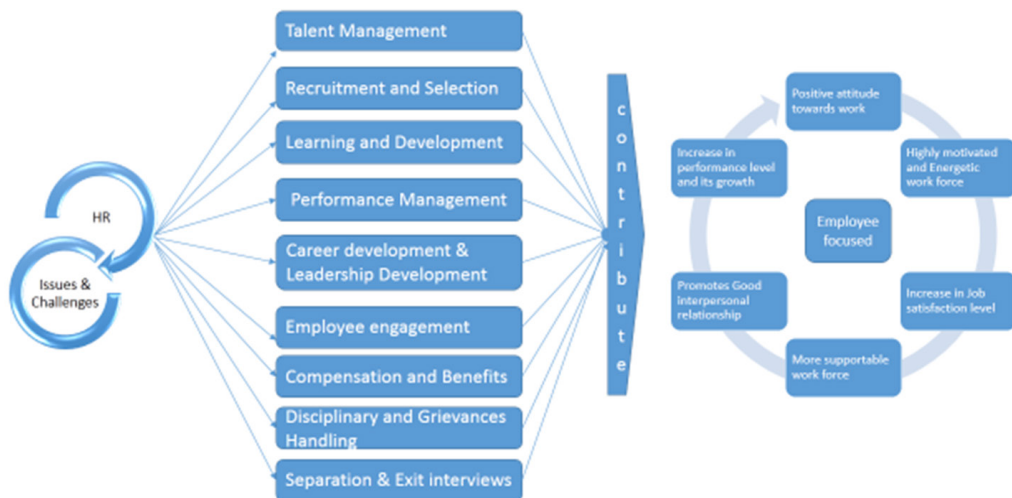 HR
Issues &
Challenges
Talent Management
Recruitment and Selection
Learning and Development
Performance Management
Career development &
Leadership Development
Employee engagement
Compensation and Benefits
Disciplinary and Grievances
Handling
Separation & Exit interviews
contribute
Positive attitude
towards work
Highly motivated
and Energetic
work force
Increase in Job
satisfaction level
More supportable
work force
Promotes Good
interpersonal
relationship
Increase in
performance level
and its growth
Employee
focused